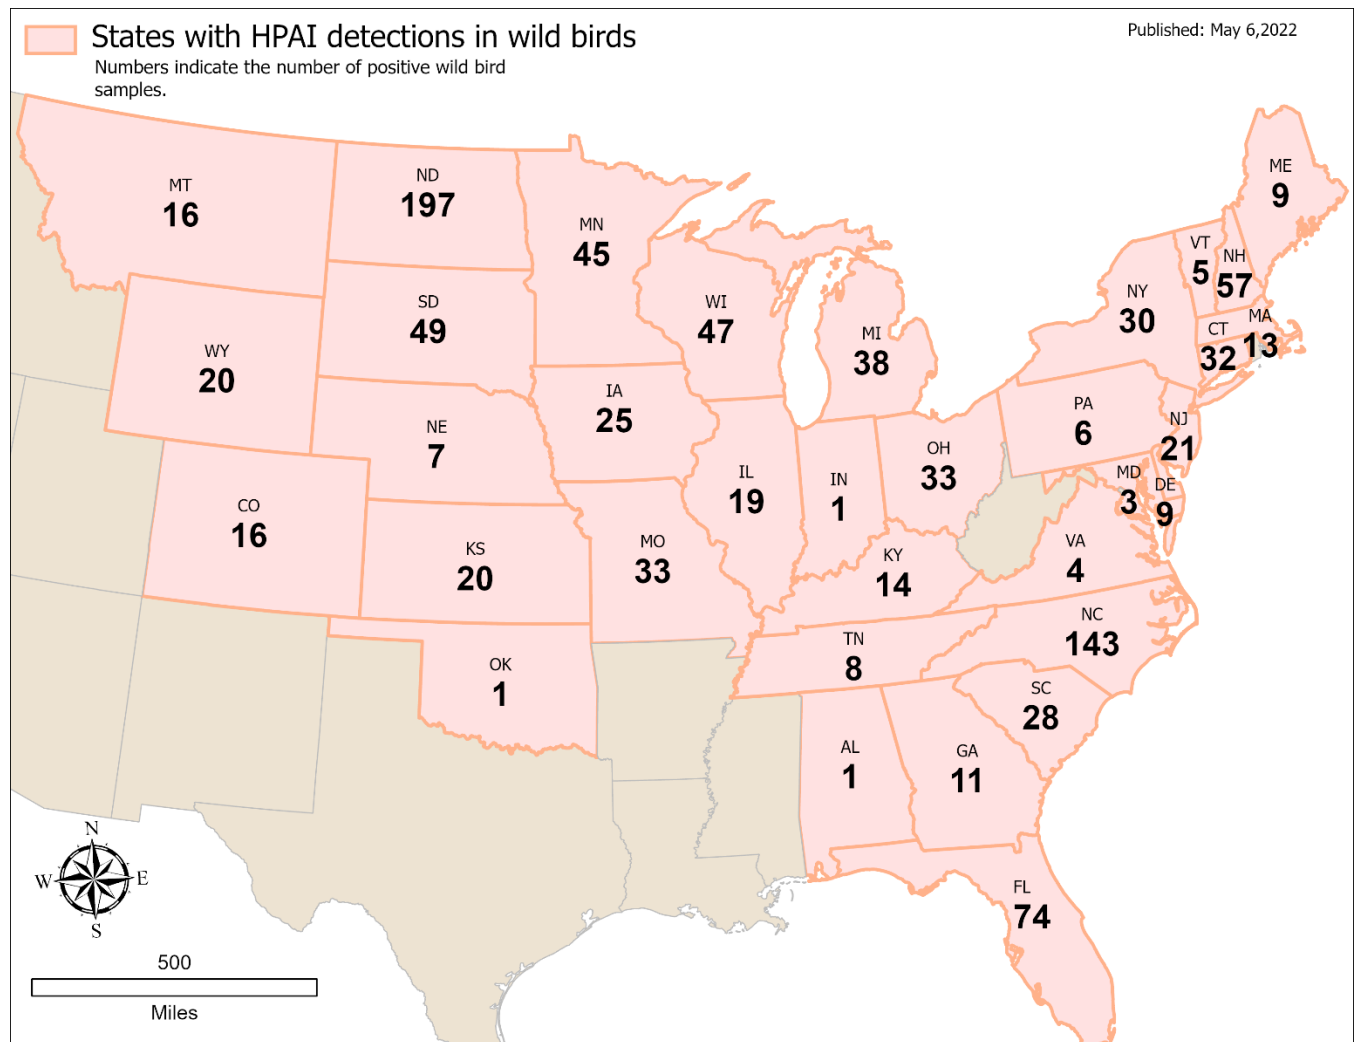 States with HPAI detections in wild birds
Numbers indicate the number of positive wild bird
samples.
Published: May 6,2022
MT
16
ND
197
MN
45
ME
9
VT
5
NH
57
WI
47
NY
30
MA
13
CT
32
SD
49
MI
38
WY
20
IA
25
PA
6
NJ
21
NE
7
OH
33
MD
3
DE
9
IL
19
IN
1
CO
16
KS
20
MO
33
KY
14
VA
4
NC
143
TN
8
OK
1
SC
28
AL
1
GA
11
FL
74
N
W
E
S
500
Miles